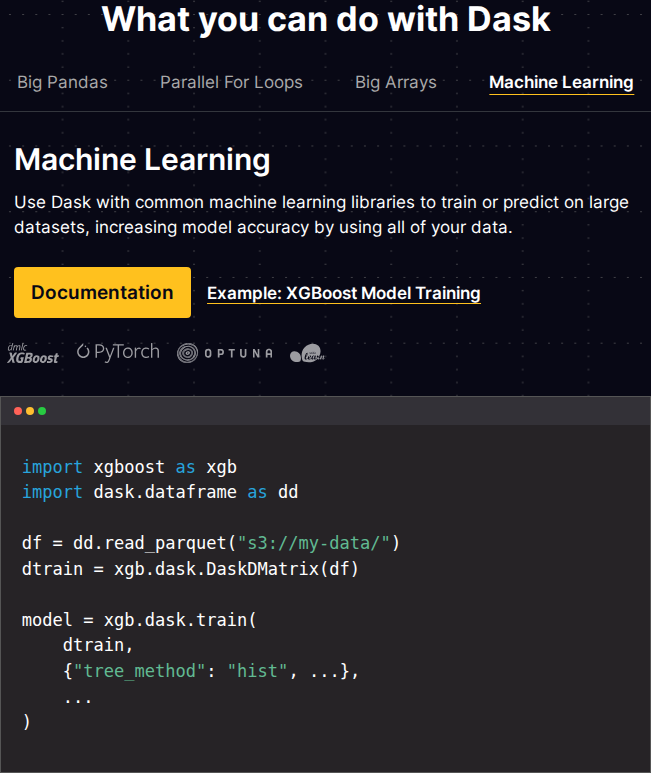 What you can do with Dask
Big Pandas Parallel For Loops Big Arrays Machine Learning
Machine Learning
Use Dask with common machine learning libraries to train or predict on large
datasets, increasing model accuracy by using all of your data.
Documentation Example: XGBoost Model Training
dmlc
XGBoost PyTorch OPTUNA learn
import xgboost as xgb
import dask.dataframe as dd
df = dd.read_parquet("s3://my-data/")
dtrain = xgb.dask.DaskDMatrix(df)
model = xgb.dask.train(
    dtrain,
    {"tree_method": "hist", ...},
    ...
)